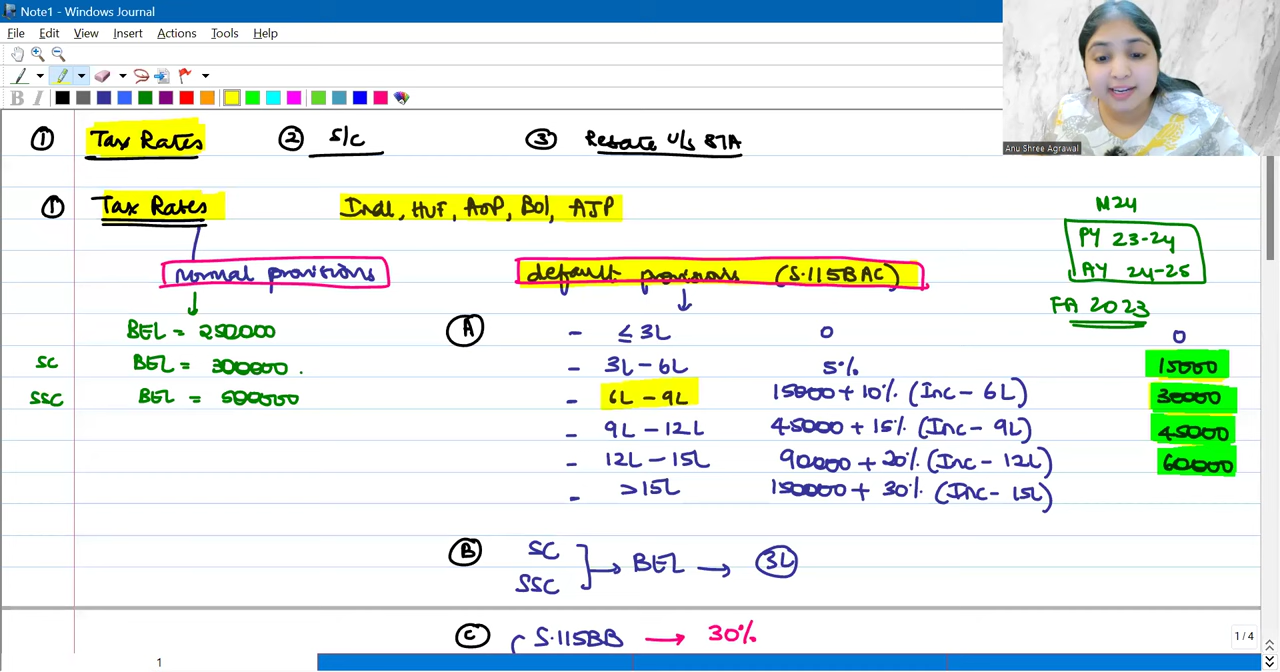 Note1 - Windows Journal
File Edit View Insert Actions Tools Help
B I
Anu Shree Agrawal
① Tax Rates ② S/C ③ Rebate u/s 87A
① Tax Rates Indl, HUF, AOP, BOI, AJP
M24
PY 23-24
AY 24-25
FA 2023
normal provisions default provisions (S.115BAC)
BEL = 250000
SC BEL = 300000
SSC BEL = 500000
Ⓐ - ≤ 3L 0 0
- 3L - 6L 5% 15000
- 6L - 9L 15000 + 10% (Inc - 6L) 30000
- 9L - 12L 45000 + 15% (Inc - 9L) 45000
- 12L - 15L 90000 + 20% (Inc - 12L) 60000
- >15L 150000 + 30% (Inc - 15L)
Ⓑ SC
SSC → BEL → 3L
Ⓒ S.115BB → 30%
1 / 4
1